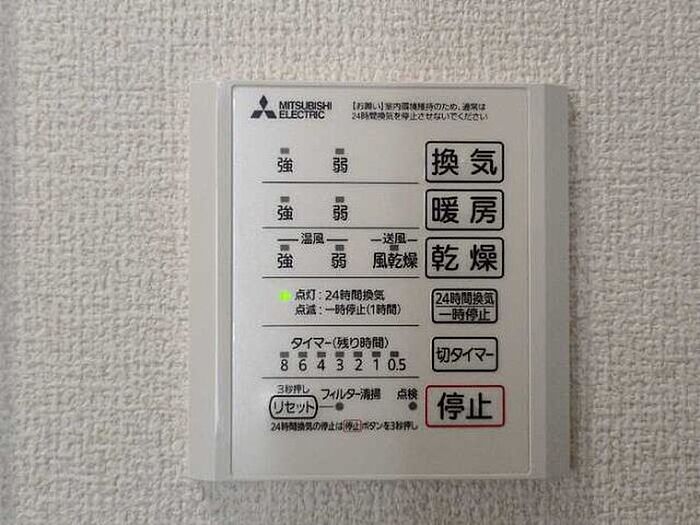 MITSUBISHI
ELECTRIC
【お願い】室内環境維持のため、通常は
24時間換気を停止させないでください
強 弱 換気
強 弱 暖房
温風 送風
強 弱 風乾燥 乾燥
点灯:24時間換気
点滅:一時停止(1時間)
24時間換気
一時停止
タイマー(残り時間)
8 6 4 3 2 1 0.5
切タイマー
3秒押し
リセット フィルター清掃 点検
停止
24時間換気の停止は停止ボタンを3秒押し